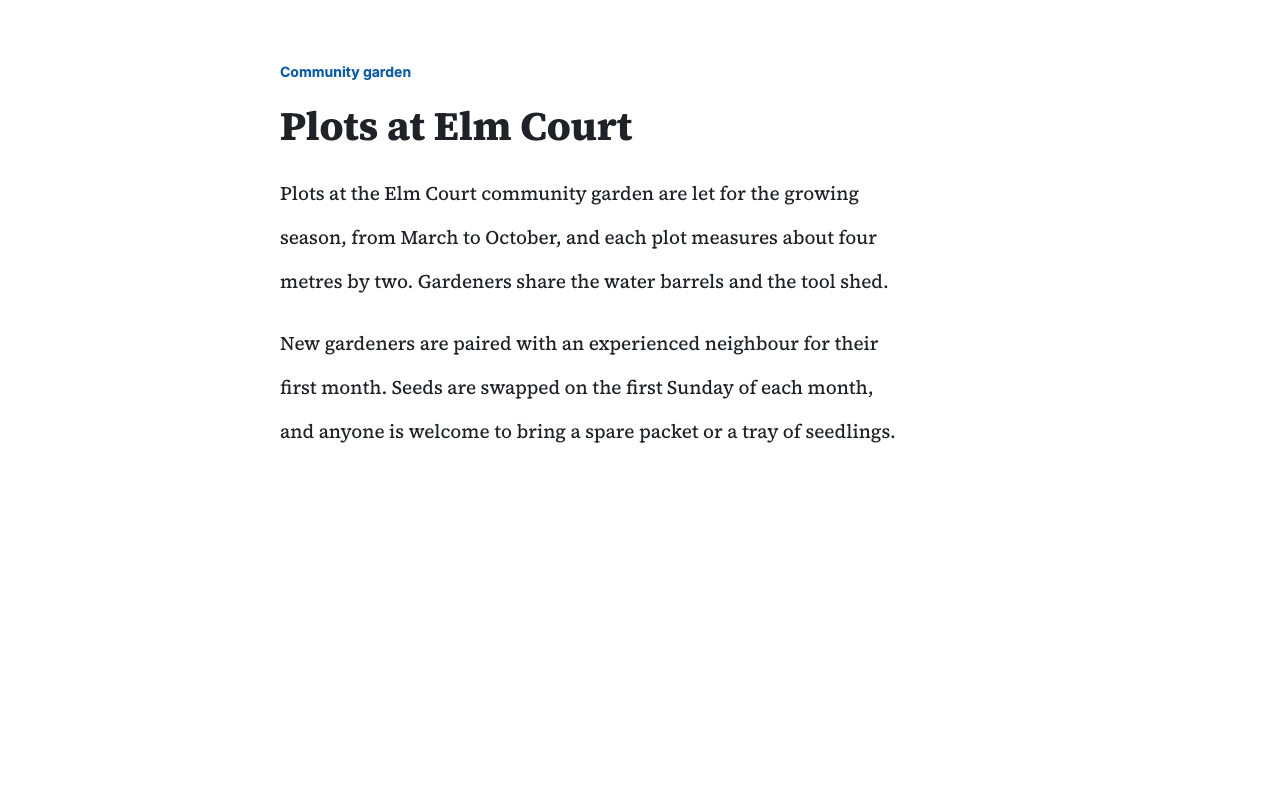 Community garden
Plots at Elm Court
Plots at the Elm Court community garden are let for the growing
season, from March to October, and each plot measures about four
metres by two. Gardeners share the water barrels and the tool shed.
New gardeners are paired with an experienced neighbour for their
first month. Seeds are swapped on the first Sunday of each month,
and anyone is welcome to bring a spare packet or a tray of seedlings.